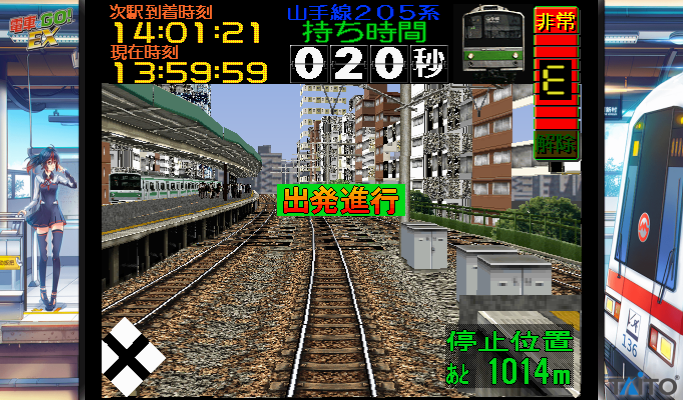 電車でGO!
EX
次駅到着時刻
14:01:21
現在時刻
13:59:59
山手線205系
持ち時間
020秒
非常
E
解除
出発進行
停止位置
あと 1014m
136
TAITO